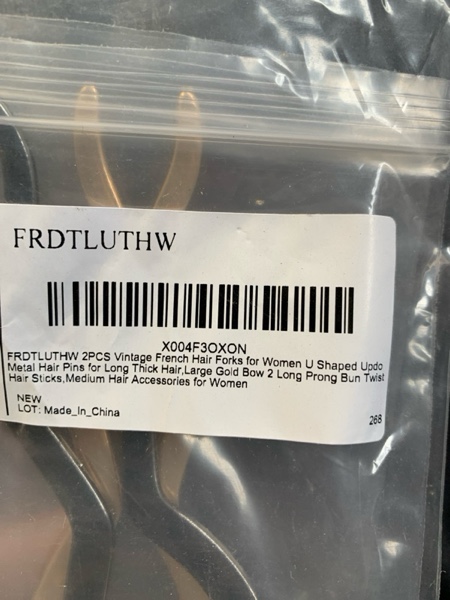 FRDTLUTHW
X004F3OXON
FRDTLUTHW 2PCS Vintage French Hair Forks for Women U Shaped Updo
Metal Hair Pins for Long Thick Hair,Large Gold Bow 2 Long Prong Bun Twist
Hair Sticks,Medium Hair Accessories for Women
NEW
LOT: Made_In_China
268